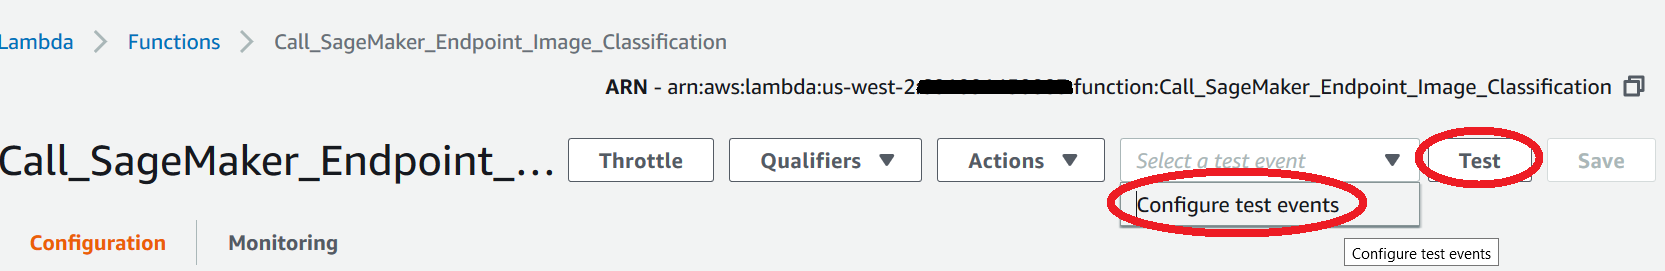 Lambda > Functions > Call_SageMaker_Endpoint_Image_Classification
ARN - arn:aws:lambda:us-west-2 function:Call_SageMaker_Endpoint_Image_Classification
Call_SageMaker_Endpoint_... Throttle Qualifiers Actions Select a test event Test Save
Configure test events
Configuration Monitoring
Configure test events